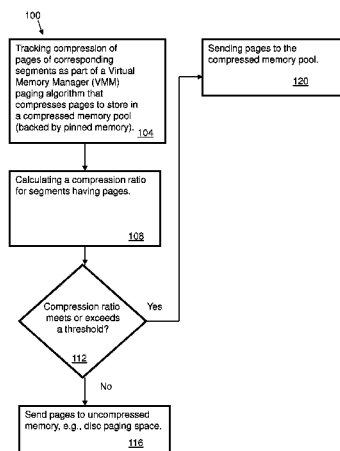 100
Tracking compression of
pages of corresponding
segments as part of a Virtual
Memory Manager (VMM)
paging algorithm that
compresses pages to store in
a compressed memory pool
(backed by pinned memory).
104
Sending pages to the
compressed memory pool.
120
Calculating a compression ratio
for segments having pages.
108
Compression ratio
meets or exceeds
a threshold?
112
Yes
No
Send pages to uncompressed
memory, e.g., disc paging space.
116